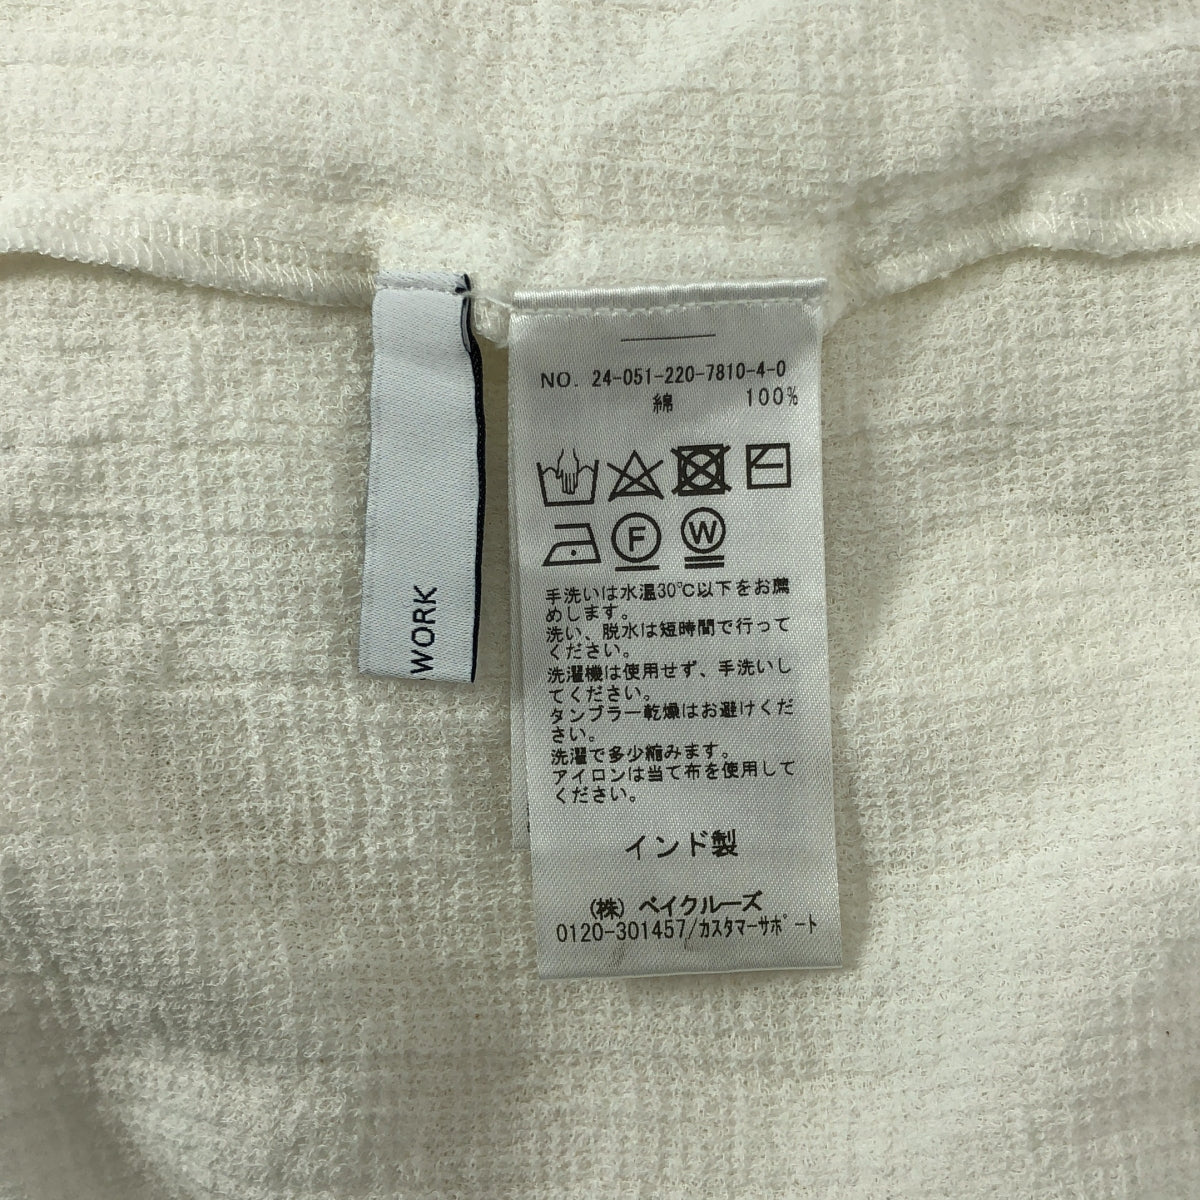 WORK
NO. 24-051-220-7810-4-0
綿 100%
F W
手洗いは水温30℃以下をお薦
めします。
洗い、脱水は短時間で行って
ください。
洗濯機は使用せず、手洗いし
てください。
タンブラー乾燥はお避けくだ
さい。
洗濯で多少縮みます。
アイロンは当て布を使用して
ください。
インド製
(株) ベイクルーズ
0120-301457/カスタマーサポート